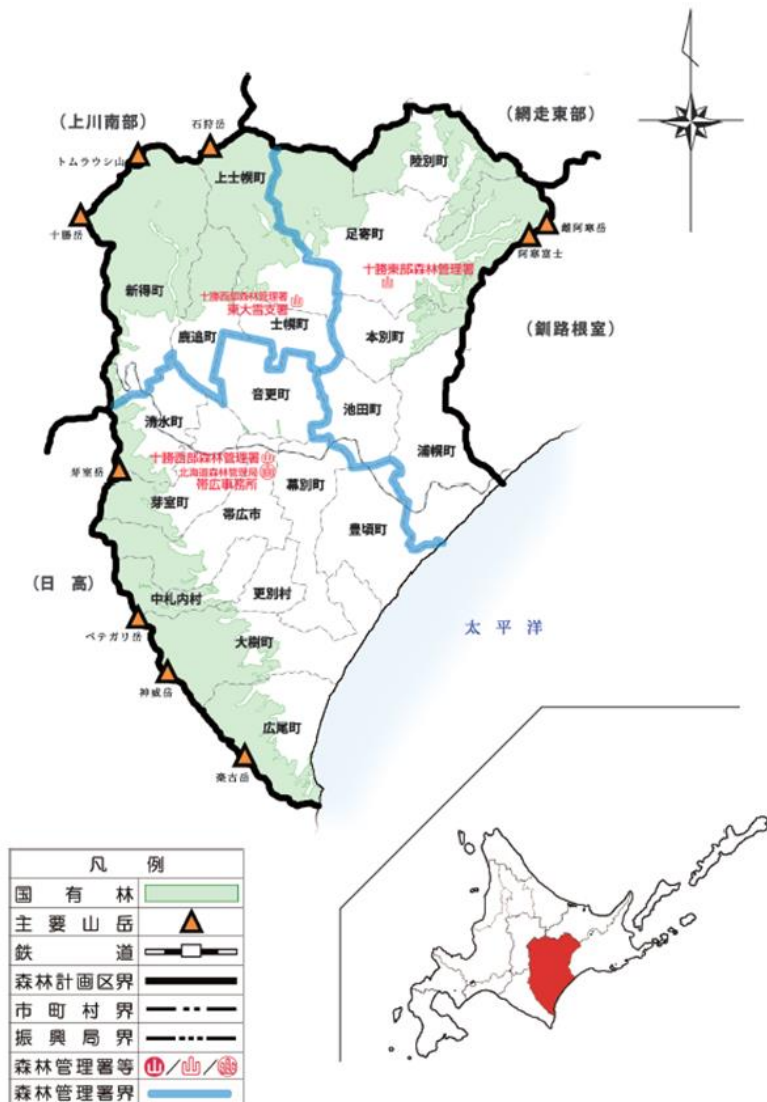 (上川南部)
石狩岳
(網走東部)
トムラウシ山
上士幌町
陸別町
十勝岳
足寄町
雌阿寒岳
阿寒富士
十勝東部森林管理署
新得町
十勝西部森林管理署
東大雪支署
士幌町
鹿追町
本別町
(釧路根室)
音更町
池田町
清水町
浦幌町
十勝西部森林管理署
北海道森林管理局
帯広事務所
芽室岳
幕別町
芽室町
帯広市
豊頃町
(日 高)
中札内村
更別村
ペテガリ岳
太 平 洋
大樹町
神威岳
広尾町
楽古岳
凡 例
国 有 林
主 要 山 岳
鉄 道
森林計画区界
市 町 村 界
振 興 局 界
森林管理署等
森林管理署界